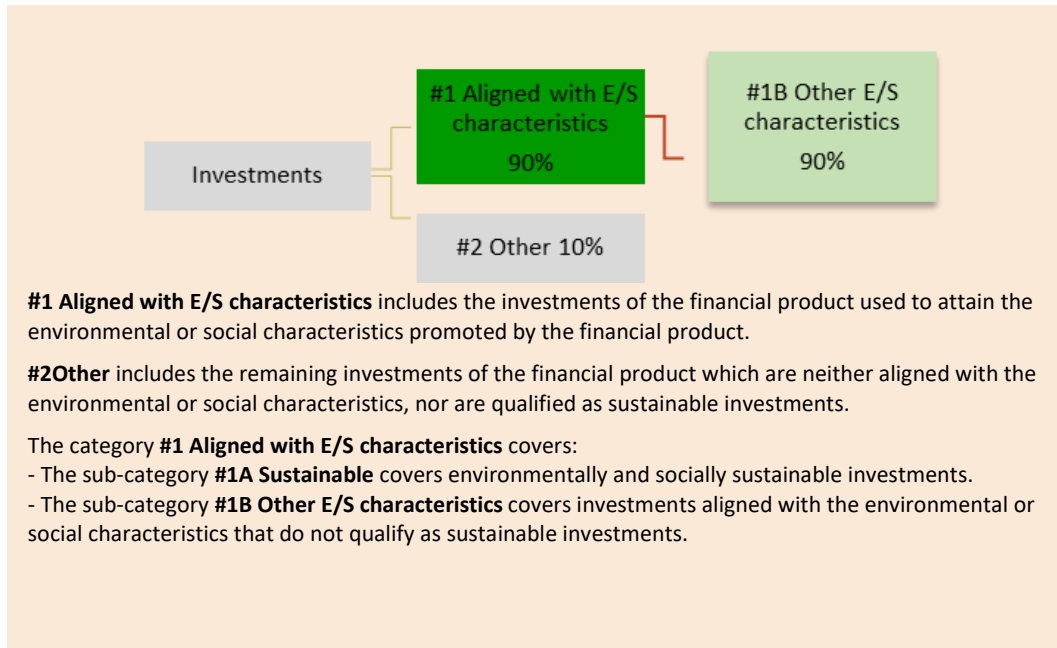 #1 Aligned with E/S
characteristics
90%
#1B Other E/S
characteristics
90%
Investments
#2 Other 10%
#1 Aligned with E/S characteristics includes the investments of the financial product used to attain the
environmental or social characteristics promoted by the financial product.
#2Other includes the remaining investments of the financial product which are neither aligned with the
environmental or social characteristics, nor are qualified as sustainable investments.
The category #1 Aligned with E/S characteristics covers:
- The sub-category #1A Sustainable covers environmentally and socially sustainable investments.
- The sub-category #1B Other E/S characteristics covers investments aligned with the environmental or
social characteristics that do not qualify as sustainable investments.